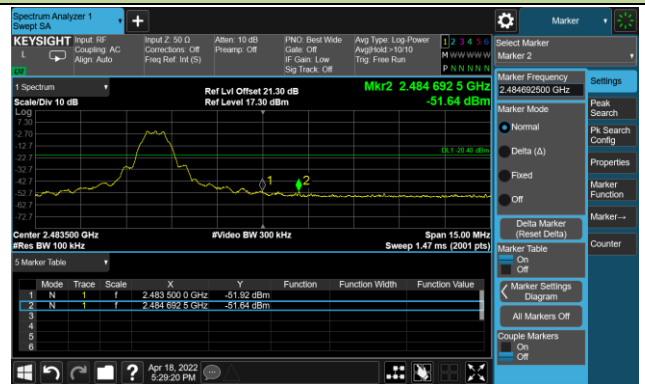 Spectrum Analyzer 1
Swept SA
Marker
KEYSIGHT Input: RF Input Z: 50 Ω Atten: 10 dB PNO: Best Wide Avg Type: Log-Power 1 2 3 4 5 6
L Coupling: AC Corrections: Off Preamp: Off Gate: Off Avg|Hold:>10/10 M W W W W W
Align: Auto Freq Ref: Int (S) IF Gain: Low Trig: Free Run P N N N N N
Sig Track: Off
Select Marker
Marker 2
1 Spectrum
Scale/Div 10 dB
Log
Ref Lvl Offset 21.30 dB
Ref Level 17.30 dBm
Mkr2 2.484 692 5 GHz
-51.64 dBm
7.30
-2.70
-12.7
-22.7
-32.7
-42.7
-52.7
-62.7
-72.7
DL1 -20.40 dBm
1
2
Center 2.483500 GHz #Video BW 300 kHz Span 15.00 MHz
#Res BW 100 kHz Sweep 1.47 ms (2001 pts)
5 Marker Table
Mode Trace Scale X Y Function Function Width Function Value
1 N 1 f 2.483 500 0 GHz -51.92 dBm
2 N 1 f 2.484 692 5 GHz -51.64 dBm
3
4
5
6
Marker Frequency
2.484692500 GHz
Marker Mode
Normal
Delta (Δ)
Fixed
Off
Delta Marker
(Reset Delta)
Marker Table
On
Off
Marker Settings
Diagram
All Markers Off
Couple Markers
On
Off
Settings
Peak
Search
Pk Search
Config
Properties
Marker
Function
Marker→
Counter
Apr 18, 2022
5:29:20 PM